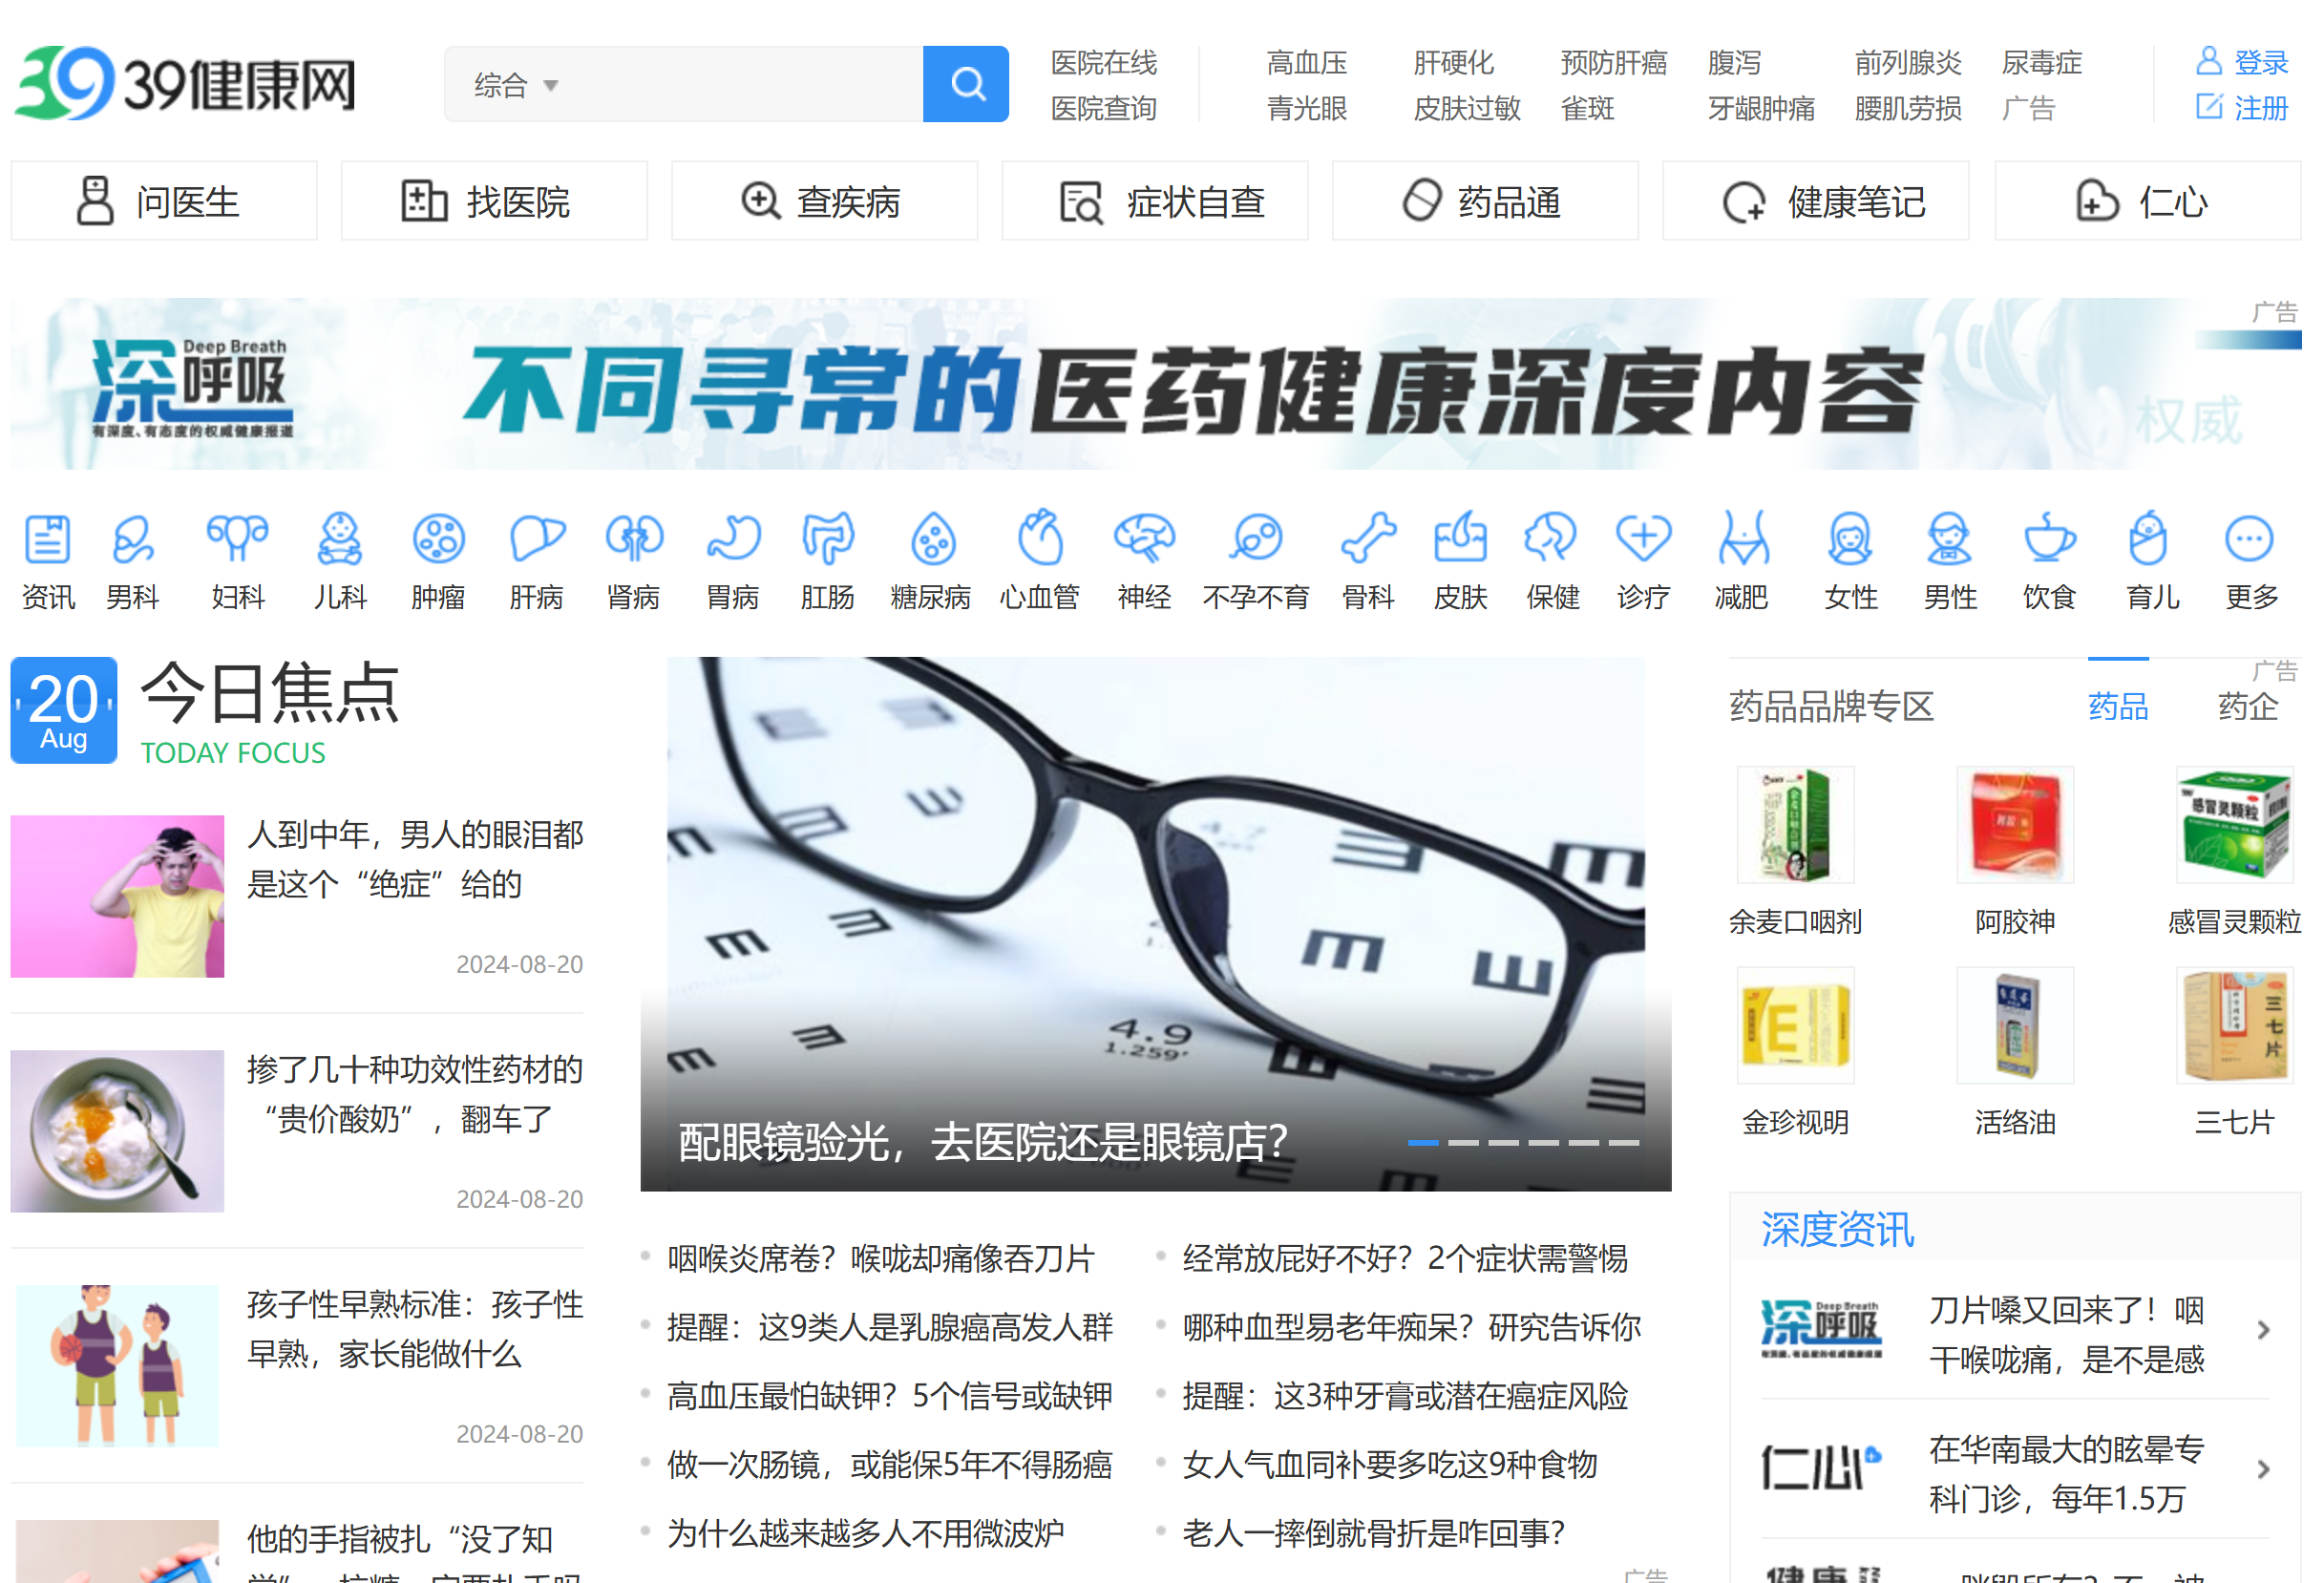 39健康网
综合
医院在线
医院查询
高血压 肝硬化 预防肝癌 腹泻 前列腺炎 尿毒症
青光眼 皮肤过敏 雀斑 牙龈肿痛 腰肌劳损 广告
登录
注册
问医生 找医院 查疾病 症状自查 药品通 健康笔记 仁心
广告
深呼吸 Deep Breath
有深度、有态度的权威健康报道
不同寻常的医药健康深度内容
权威
资讯 男科 妇科 儿科 肿瘤 肝病 肾病 胃病 肛肠 糖尿病 心血管 神经 不孕不育 骨科 皮肤 保健 诊疗 减肥 女性 男性 饮食 育儿 更多
20
Aug
今日焦点
TODAY FOCUS
人到中年，男人的眼泪都
是这个“绝症”给的
2024-08-20
掺了几十种功效性药材的
“贵价酸奶”，翻车了
2024-08-20
孩子性早熟标准：孩子性
早熟，家长能做什么
2024-08-20
他的手指被扎“没了知
4.9
1.259'
配眼镜验光，去医院还是眼镜店？
咽喉炎席卷？喉咙却痛像吞刀片
经常放屁好不好？2个症状需警惕
提醒：这9类人是乳腺癌高发人群
哪种血型易老年痴呆？研究告诉你
高血压最怕缺钾？5个信号或缺钾
提醒：这3种牙膏或潜在癌症风险
做一次肠镜，或能保5年不得肠癌
女人气血同补要多吃这9种食物
为什么越来越多人不用微波炉
老人一摔倒就骨折是咋回事？
广告
广告
药品品牌专区 药品 药企
感冒灵颗粒
余麦口咽剂 阿胶神 感冒灵颗粒
E
三七片
金珍视明 活络油 三七片
深度资讯
深呼吸 Deep Breath
刀片嗓又回来了！咽
干喉咙痛，是不是感
仁心
在华南最大的眩晕专
科门诊，每年1.5万